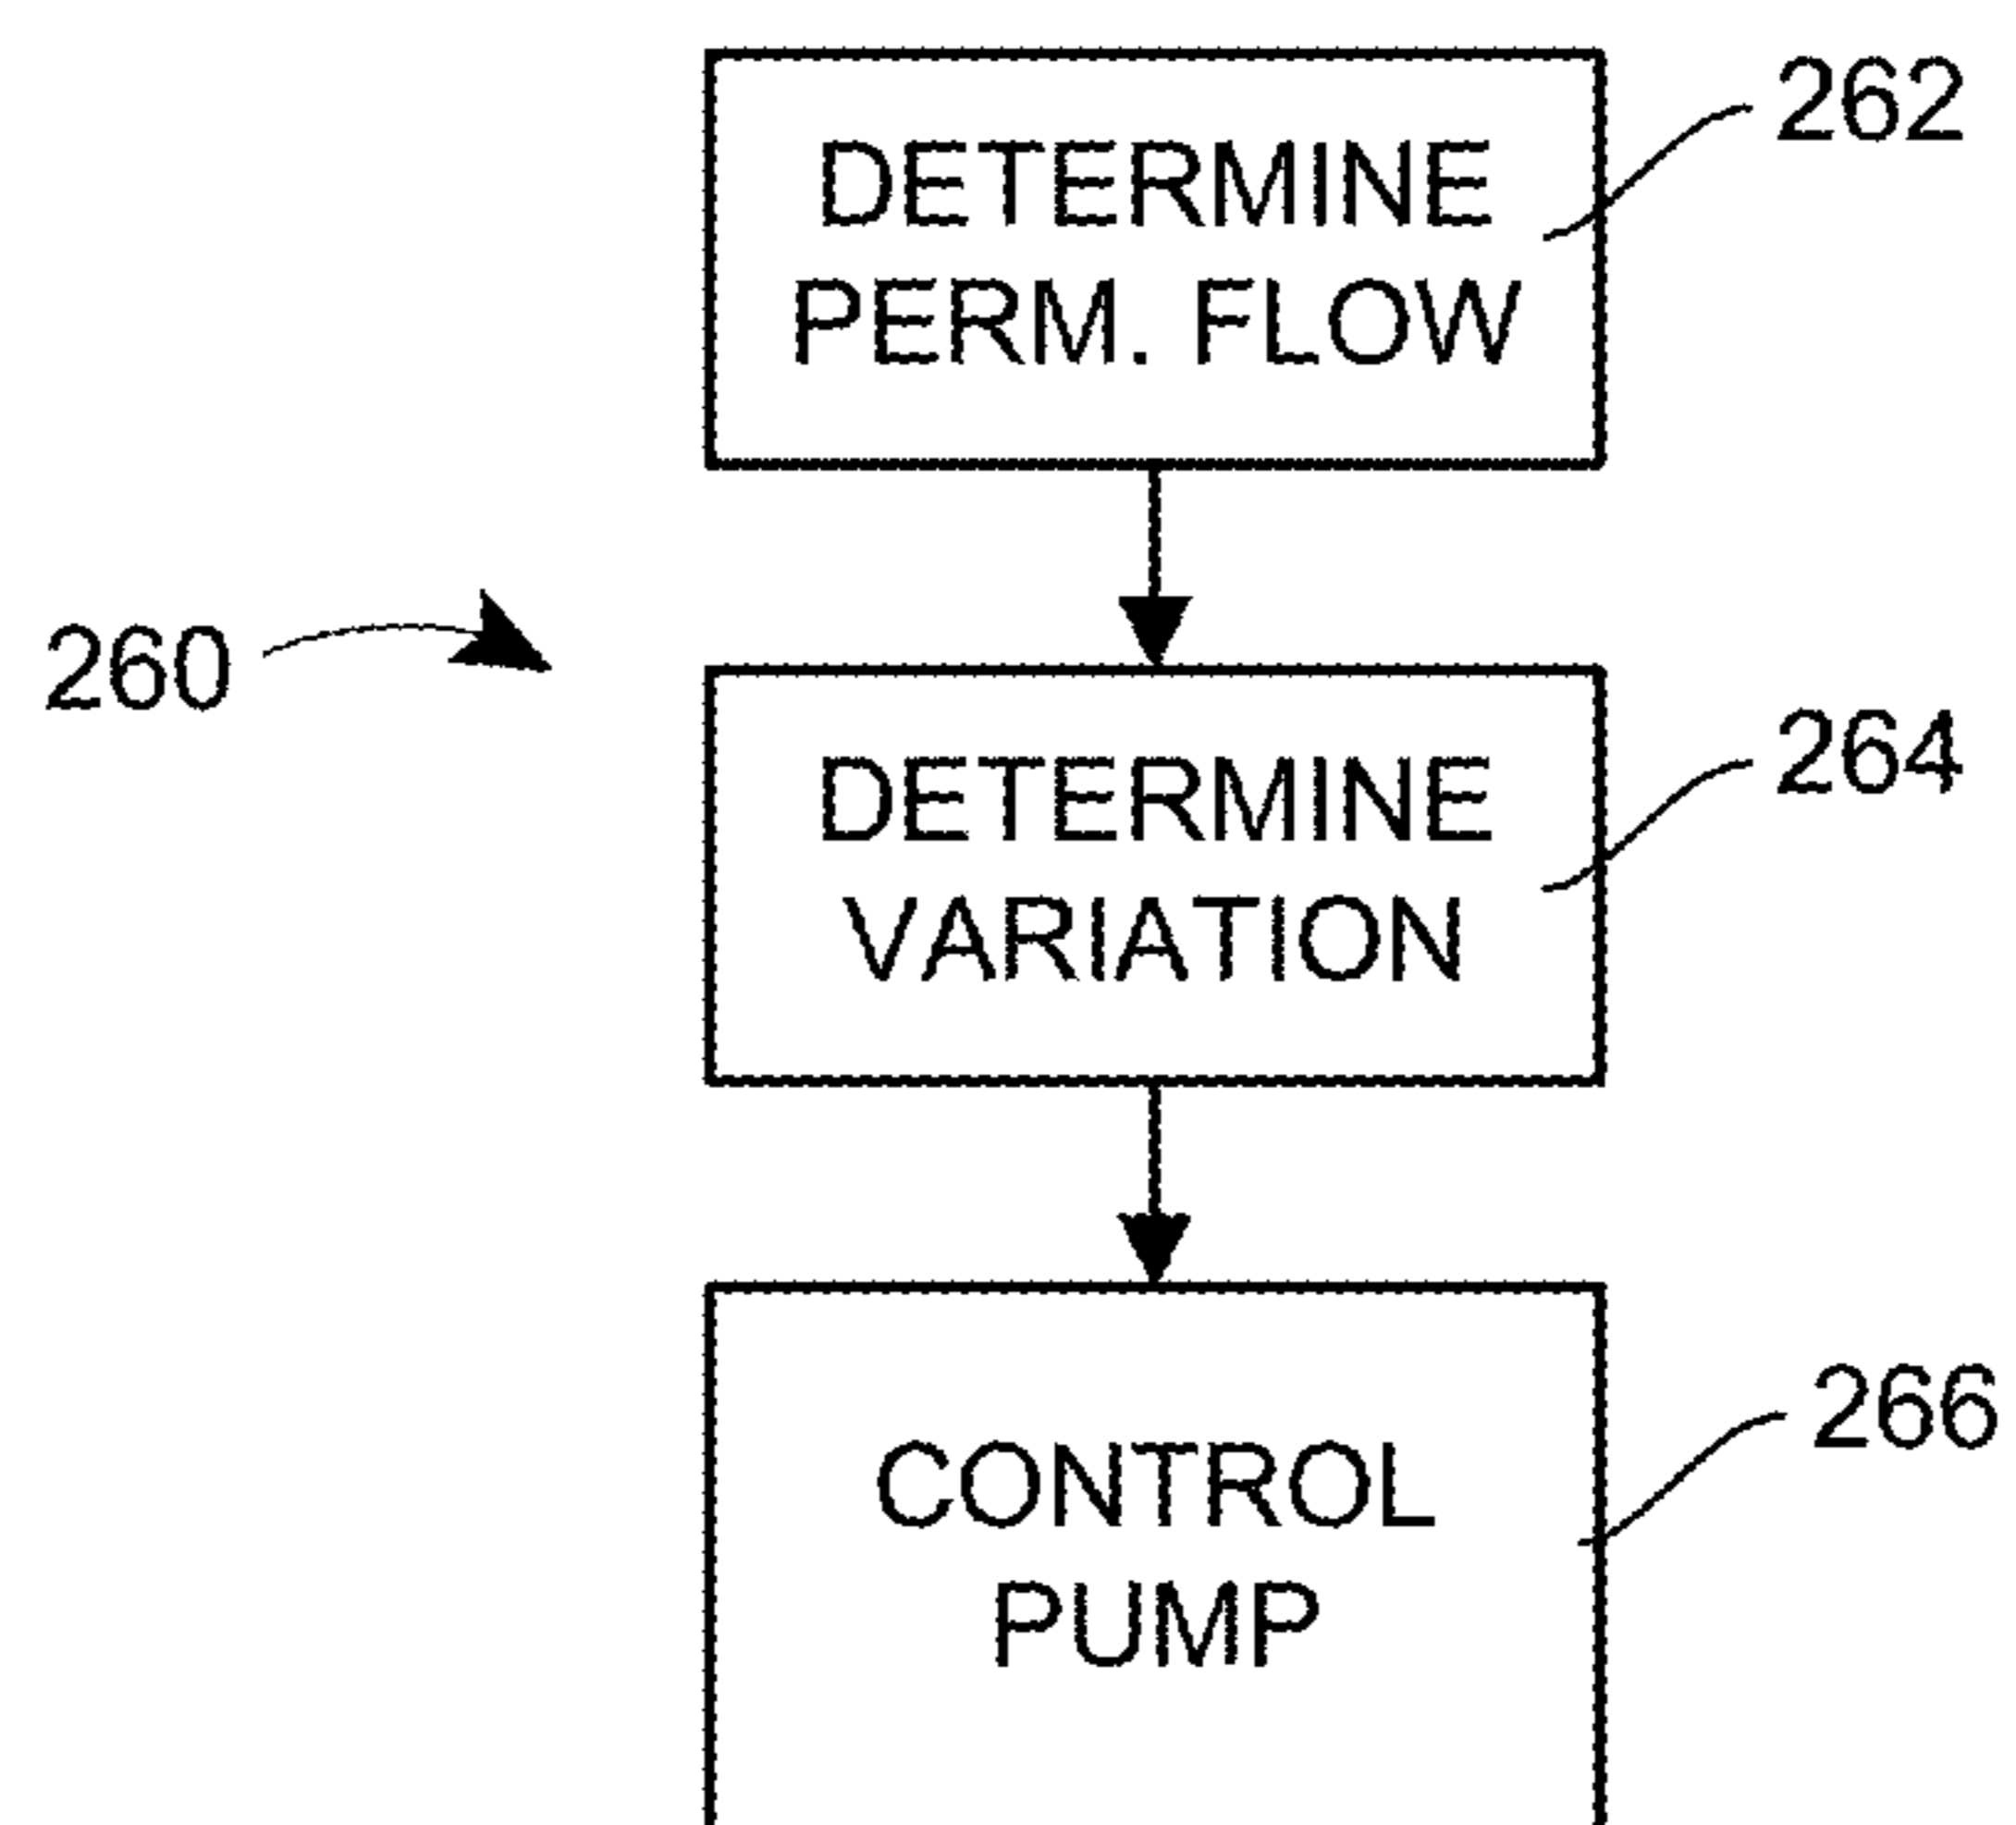 DETERMINE
PERM. FLOW
262
260
DETERMINE
VARIATION
264
CONTROL
PUMP
266